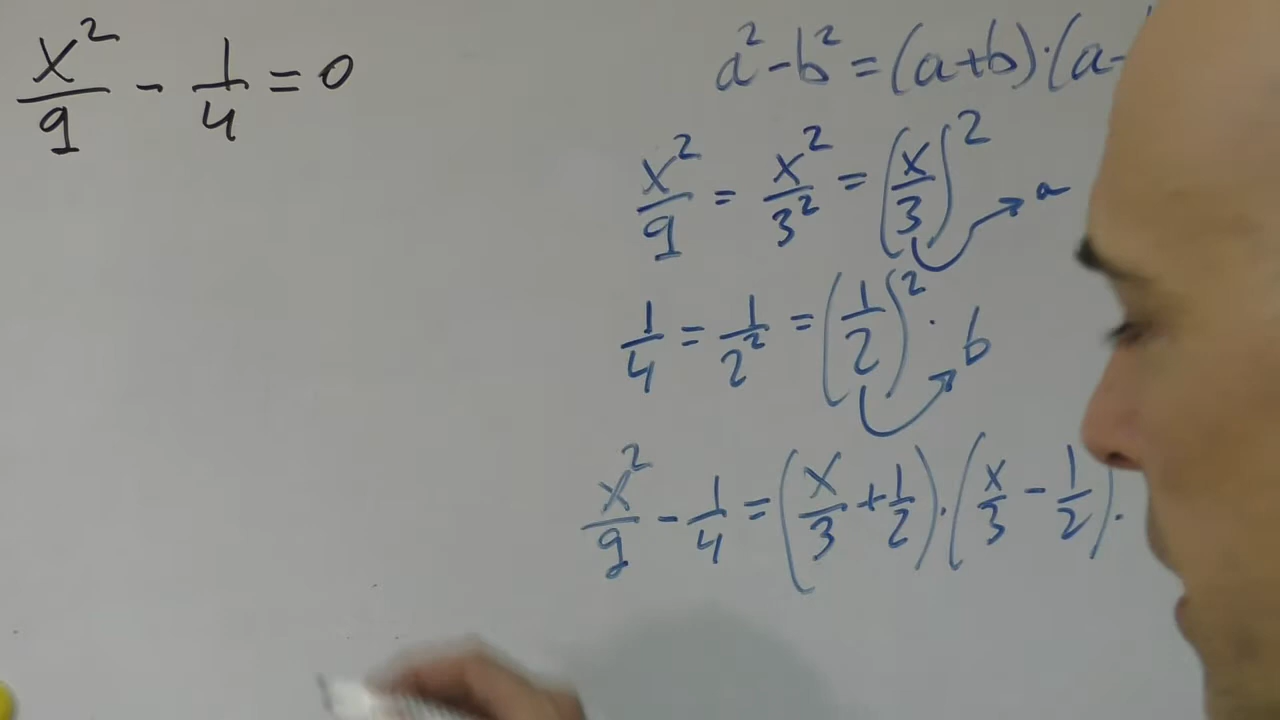 x²/9 - 1/4 = 0
a² - b² = (a+b)·(a-
x²/9 = x²/3² = (x/3)² → a
1/4 = 1/2² = (1/2)² . → b
x²/9 - 1/4 = (x/3 + 1/2)·(x/3 - 1/2).